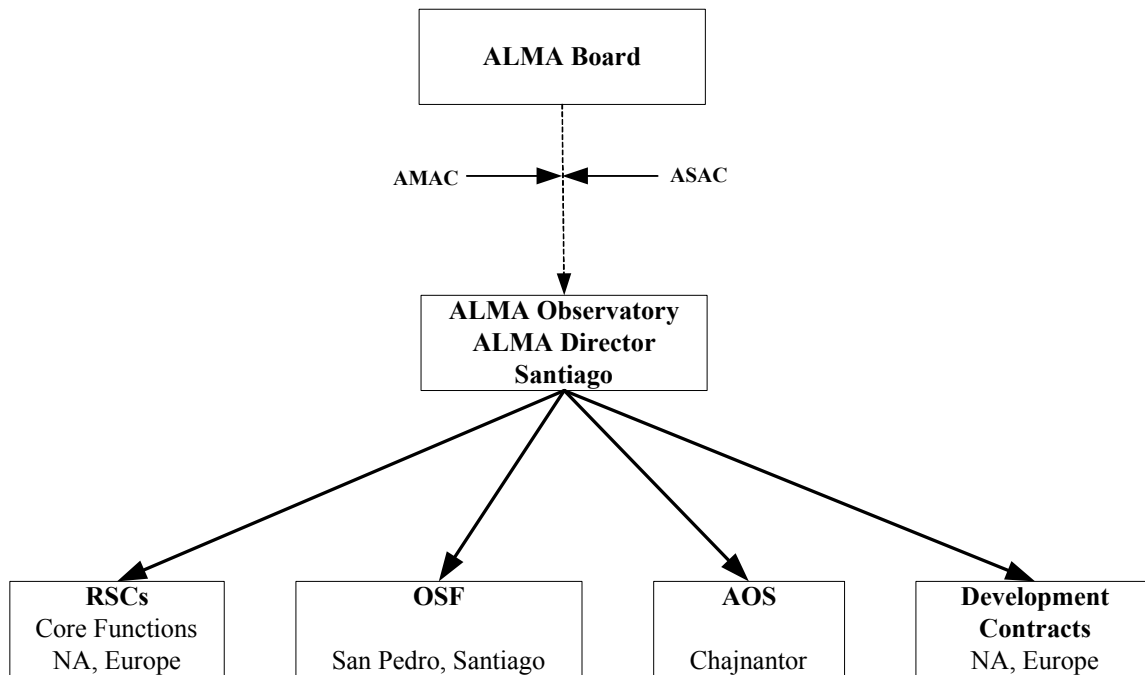 ALMA Board
AMAC
ASAC
ALMA Observatory
ALMA Director
Santiago
RSCs
Core Functions
NA, Europe
OSF
San Pedro, Santiago
AOS
Chajnantor
Development
Contracts
NA, Europe